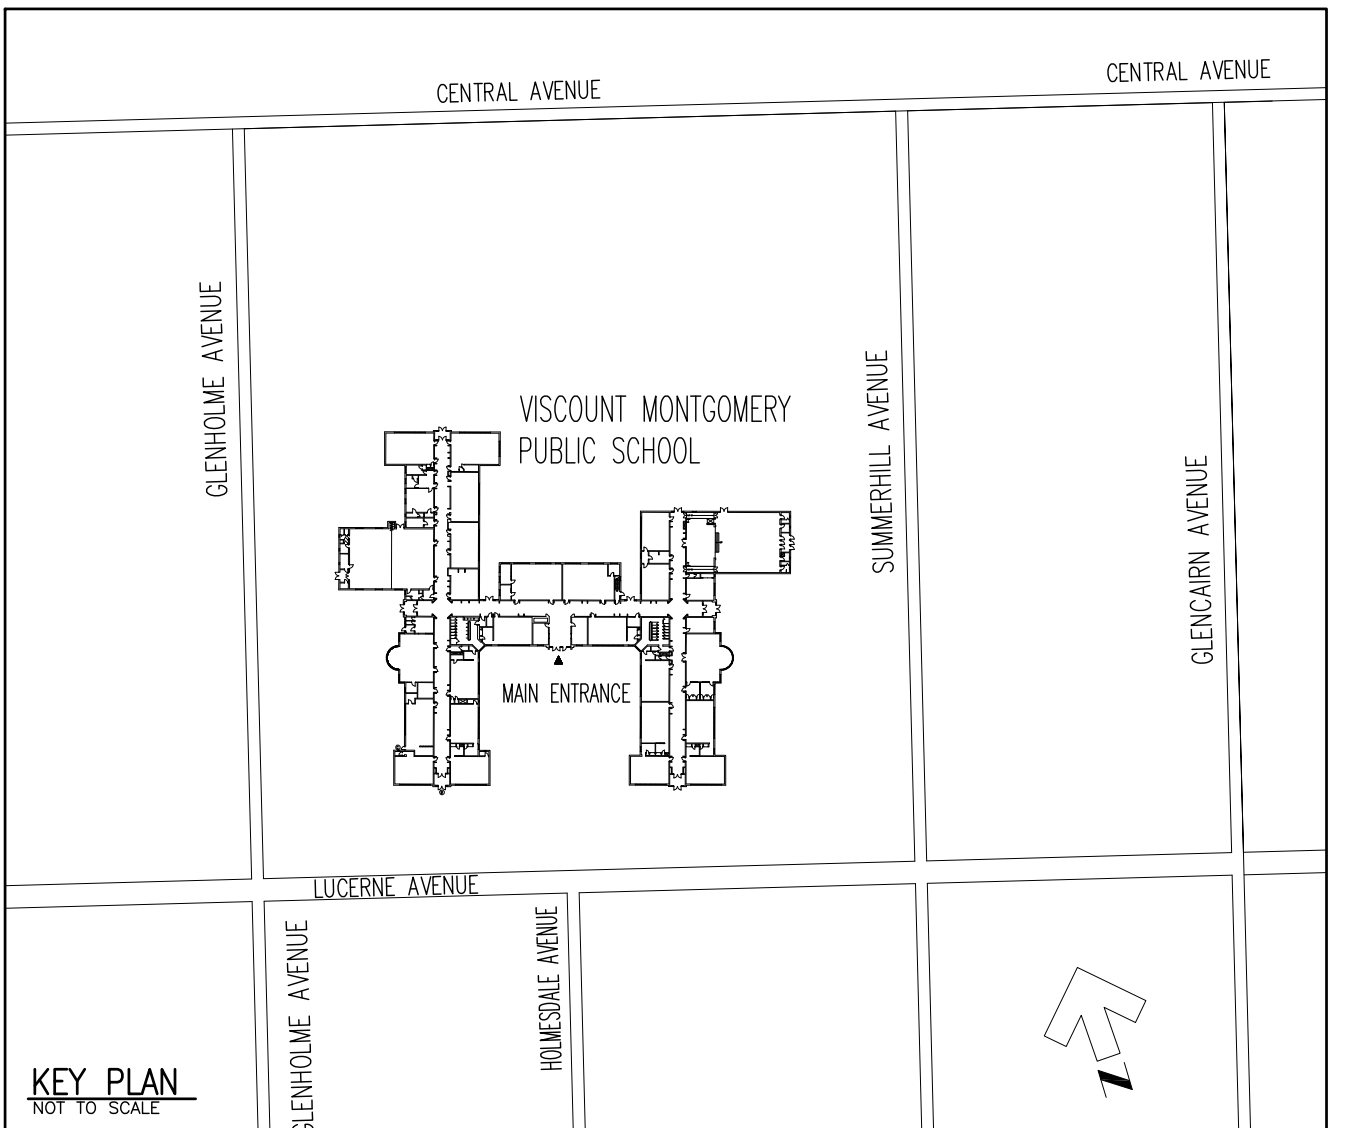 CENTRAL AVENUE
CENTRAL AVENUE
GLENHOLME AVENUE
SUMMERHILL AVENUE
VISCOUNT MONTGOMERY
PUBLIC SCHOOL
GLENCAIRN AVENUE
MAIN ENTRANCE
LUCERNE AVENUE
GLENHOLME AVENUE
HOLMESDALE AVENUE
N
KEY PLAN
NOT TO SCALE